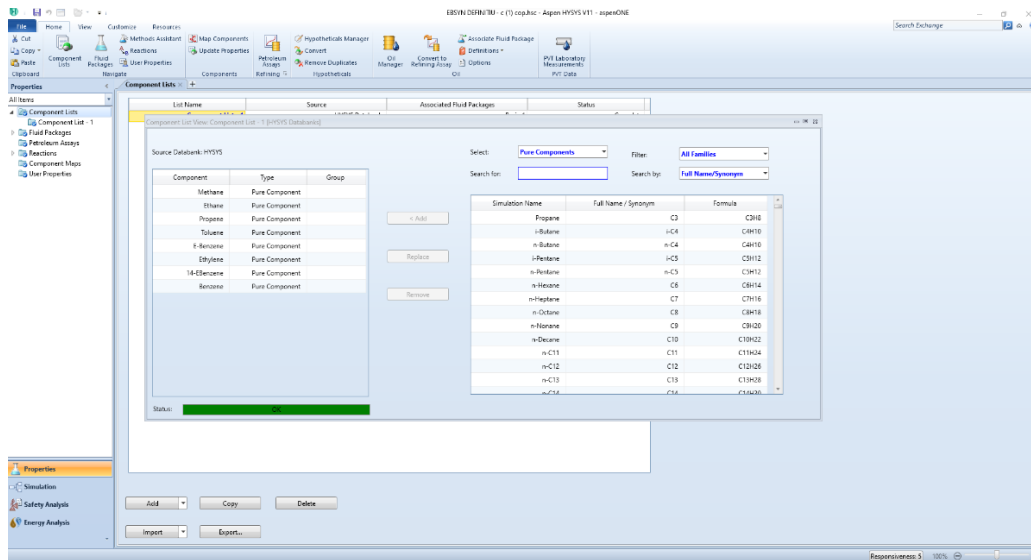 EBSYN DEFINITIU - c (1) cop.hsc - Aspen HYSYS V11 - aspenONE
File Home View Customize Resources
Search Exchange
Cut
Copy
Paste
Clipboard
Component Lists
Fluid Packages
Methods Assistant
Reactions
User Properties
Navigate
Map Components
Update Properties
Components
Petroleum Assays
Refining
Hypotheticals Manager
Convert
Remove Duplicates
Hypotheticals
Oil Manager
Convert to Refining Assay
Associate Fluid Package
Definitions
Options
Oil
PVT Laboratory Measurements
PVT Data
Properties
All Items
Component Lists
Component List - 1
Fluid Packages
Petroleum Assays
Reactions
Component Maps
User Properties
Component Lists
List Name Source Associated Fluid Packages Status
Component List View: Component List - 1 [HYSYS Databanks]
Source Databank: HYSYS
Select: Pure Components Filter: All Families
Search for: Search by: Full Name/Synonym
Component Type Group
Methane Pure Component
Ethane Pure Component
Propene Pure Component
Toluene Pure Component
E-Benzene Pure Component
Ethylene Pure Component
14-EBenzene Pure Component
Benzene Pure Component
< Add
Replace
Remove
Simulation Name Full Name / Synonym Formula
Propane C3 C3H8
i-Butane i-C4 C4H10
n-Butane n-C4 C4H10
i-Pentane i-C5 C5H12
n-Pentane n-C5 C5H12
n-Hexane C6 C6H14
n-Heptane C7 C7H16
n-Octane C8 C8H18
n-Nonane C9 C9H20
n-Decane C10 C10H22
n-C11 C11 C11H24
n-C12 C12 C12H26
n-C13 C13 C13H28
n-C14 C14 C14H30
Status: OK
Properties
Simulation
Safety Analysis
Energy Analysis
Add Copy Delete
Import Export...
Responsiveness: 5 100%